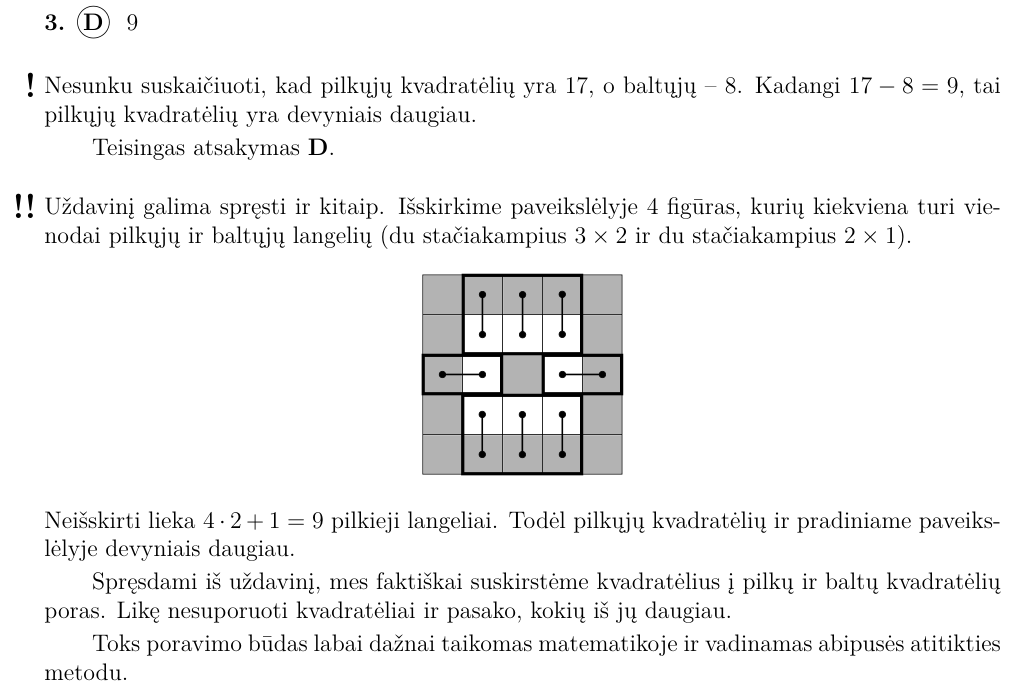 3. D 9
! Nesunku suskaičiuoti, kad pilkųjų kvadratėlių yra 17, o baltųjų – 8. Kadangi 17 − 8 = 9, tai
pilkųjų kvadratėlių yra devyniais daugiau.
Teisingas atsakymas D.
!! Uždavinį galima spręsti ir kitaip. Išskirkime paveikslėlyje 4 figūras, kurių kiekviena turi vie-
nodai pilkųjų ir baltųjų langelių (du stačiakampius 3 × 2 ir du stačiakampius 2 × 1).
Neišskirti lieka 4 · 2 + 1 = 9 pilkieji langeliai. Todėl pilkųjų kvadratėlių ir pradiniame paveiks-
lėlyje devyniais daugiau.
Spręsdami iš uždavinį, mes faktiškai suskirstėme kvadratėlius į pilkų ir baltų kvadratėlių
poras. Likę nesuporuoti kvadratėliai ir pasako, kokių iš jų daugiau.
Toks poravimo būdas labai dažnai taikomas matematikoje ir vadinamas abipusės atitikties
metodu.